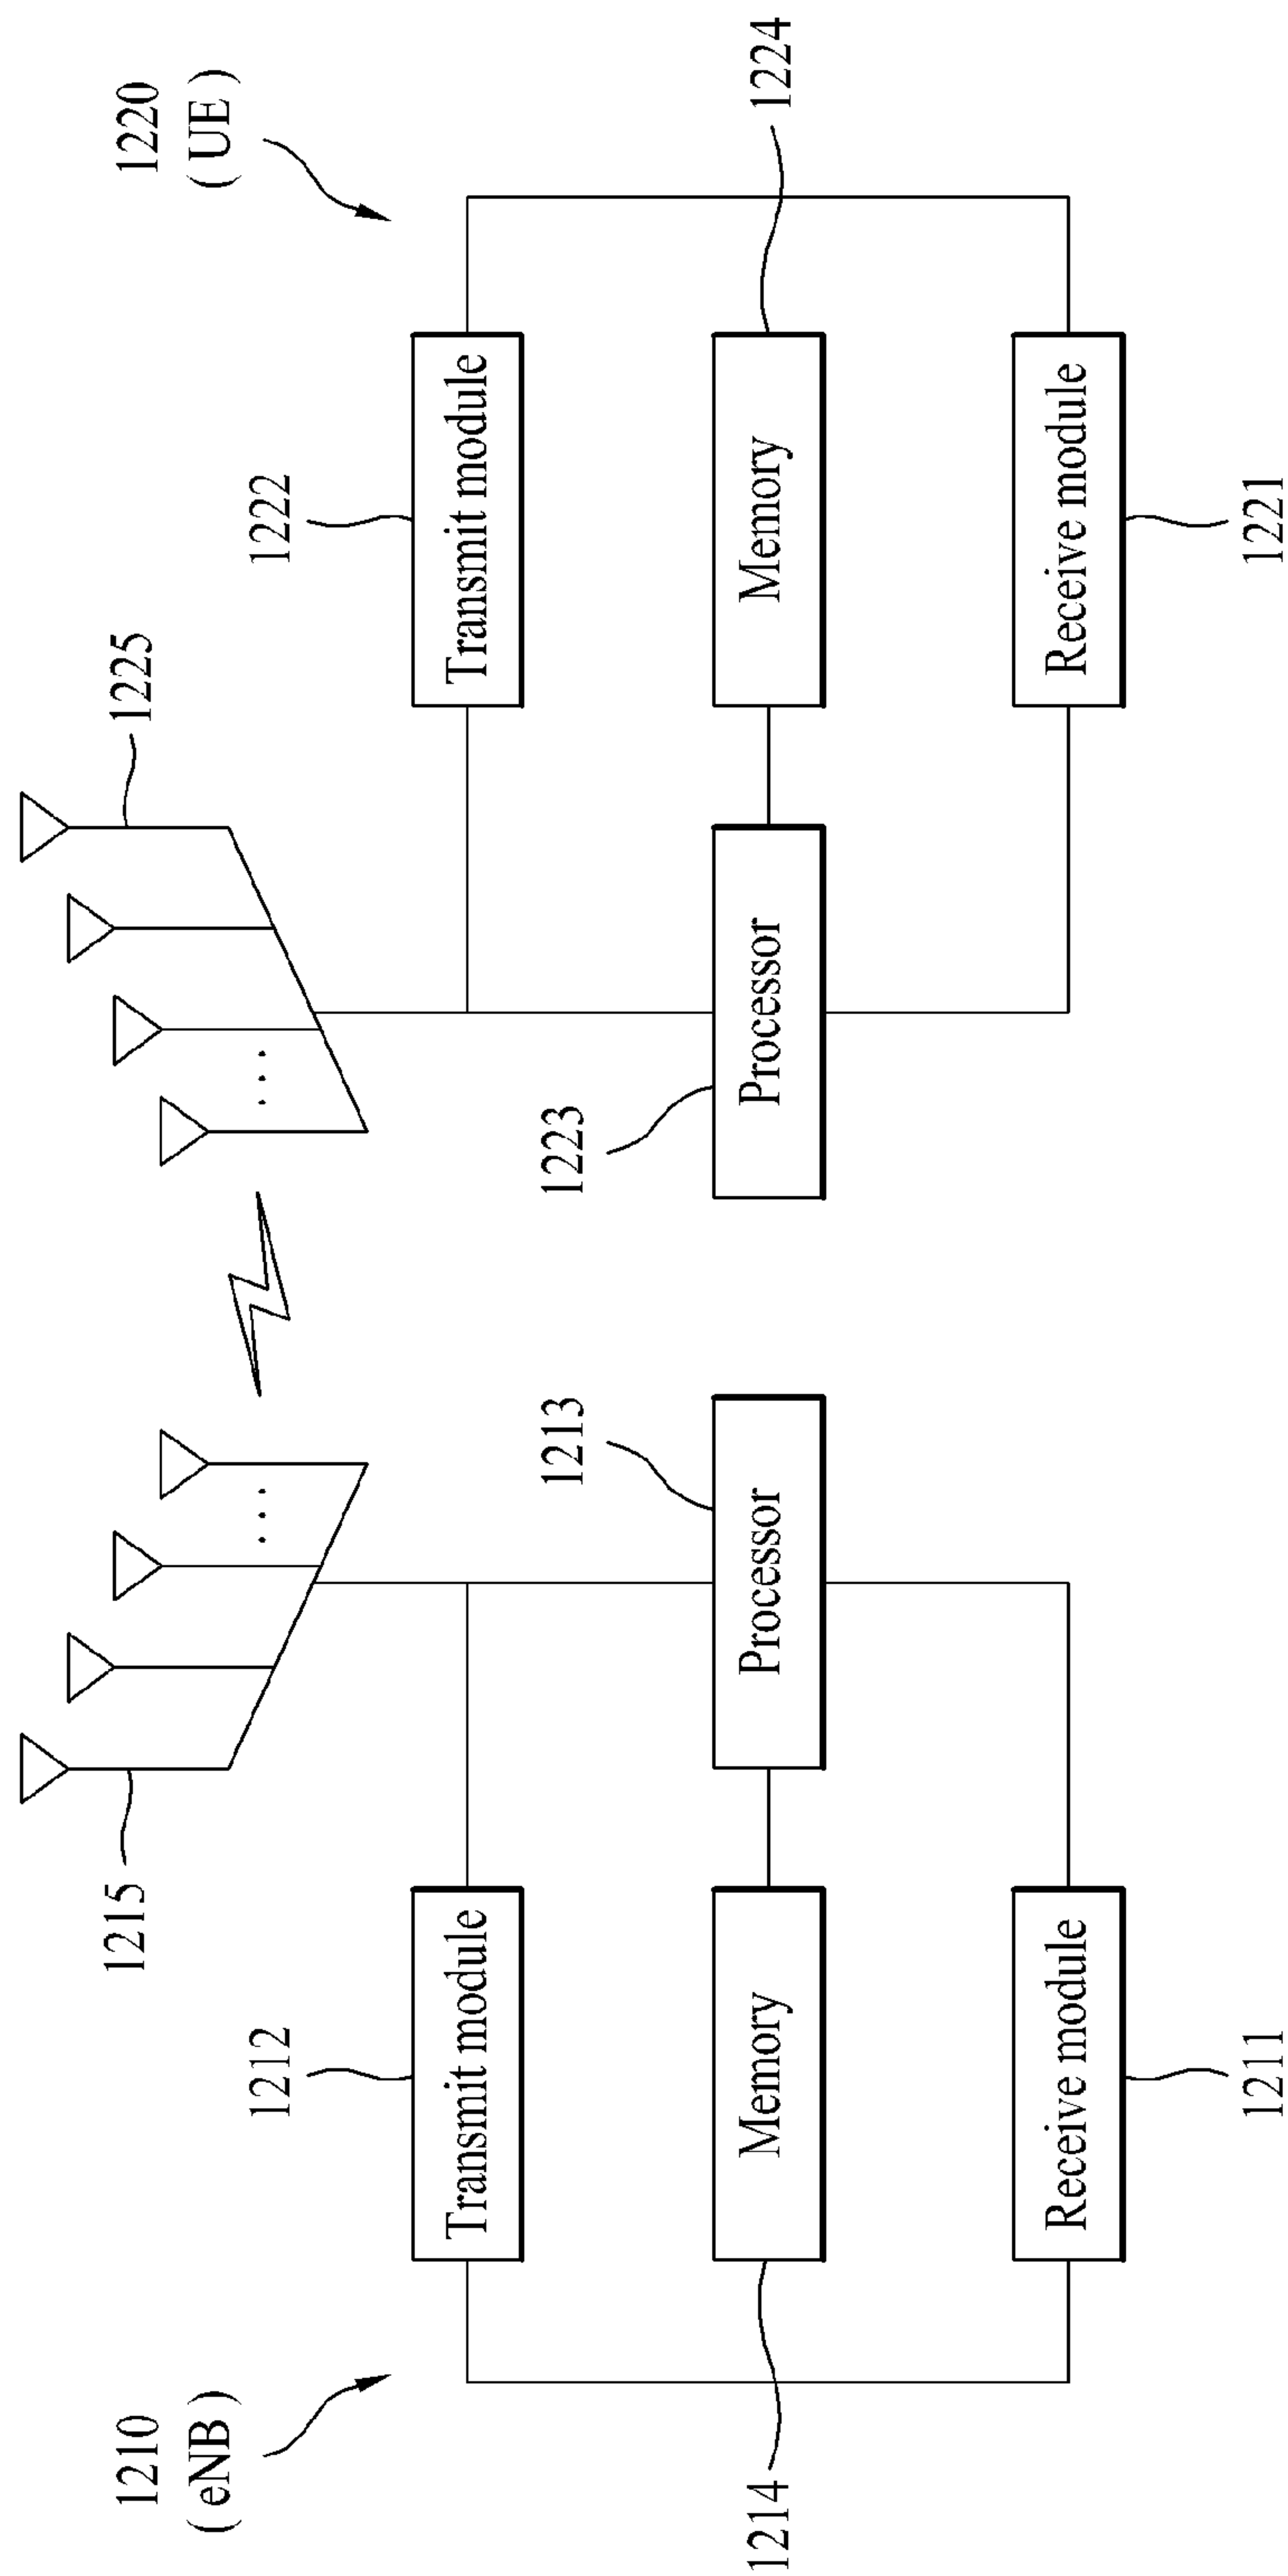 1210
( eNB )
1220
( UE )
1215
1225
1212
1222
Transmit module
Transmit module
1213
1223
Memory
Processor
Processor
Memory
1214
1224
Receive module
Receive module
1211
1221